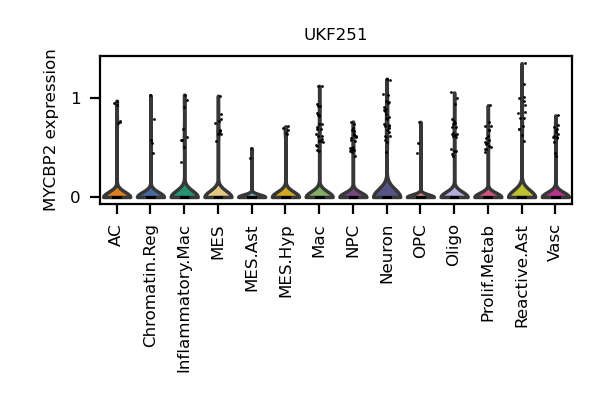 UKF251
MYCBP2 expression
1
0
AC
Chromatin.Reg
Inflammatory.Mac
MES
MES.Ast
MES.Hyp
Mac
NPC
Neuron
OPC
Oligo
Prolif.Metab
Reactive.Ast
Vasc